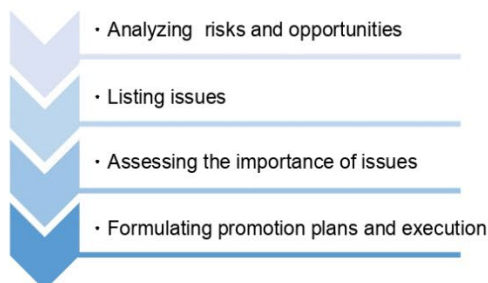 ・Analyzing  risks and opportunities
・Listing issues
・Assessing the importance of issues
・Formulating promotion plans and execution